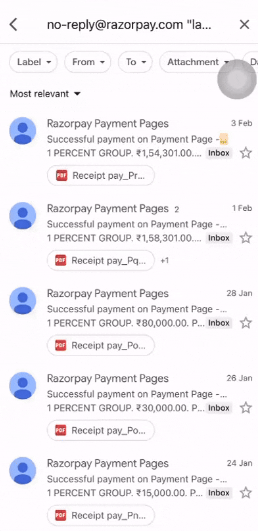 no-reply@razorpay.com "la...
Label From To Attachment
Most relevant
Razorpay Payment Pages 3 Feb
Successful payment on Payment Page -...
1 PERCENT GROUP. ₹1,54,301.00.... Inbox
PDF Receipt pay_Pr...
Razorpay Payment Pages 2 1 Feb
Successful payment on Payment Page -...
1 PERCENT GROUP. ₹1,58,301.00.... Inbox
PDF Receipt pay_Pq... +1
Razorpay Payment Pages 28 Jan
Successful payment on Payment Page -...
1 PERCENT GROUP. ₹80,000.00. P... Inbox
PDF Receipt pay_Po...
Razorpay Payment Pages 26 Jan
Successful payment on Payment Page -...
1 PERCENT GROUP. ₹30,000.00. P... Inbox
PDF Receipt pay_Po...
Razorpay Payment Pages 24 Jan
Successful payment on Payment Page -...
1 PERCENT GROUP. ₹15,000.00. P... Inbox
PDF Receipt pay_Pn...